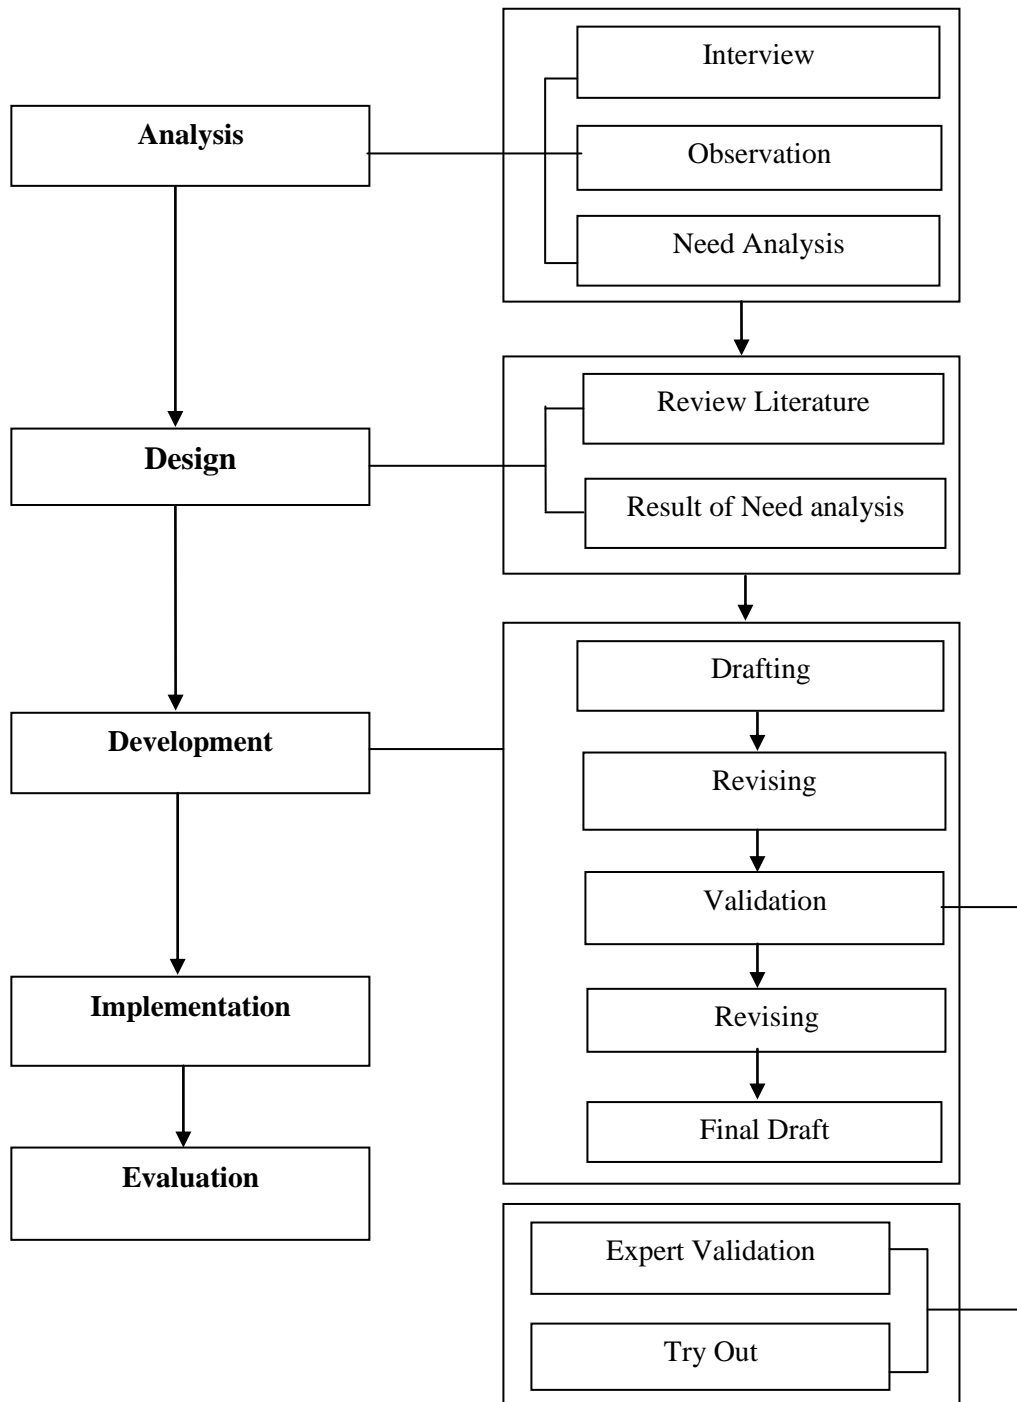 Interview
Analysis
Observation
Need Analysis
Review Literature
Design
Result of Need analysis
Drafting
Development
Revising
Validation
Implementation
Revising
Final Draft
Evaluation
Expert Validation
Try Out